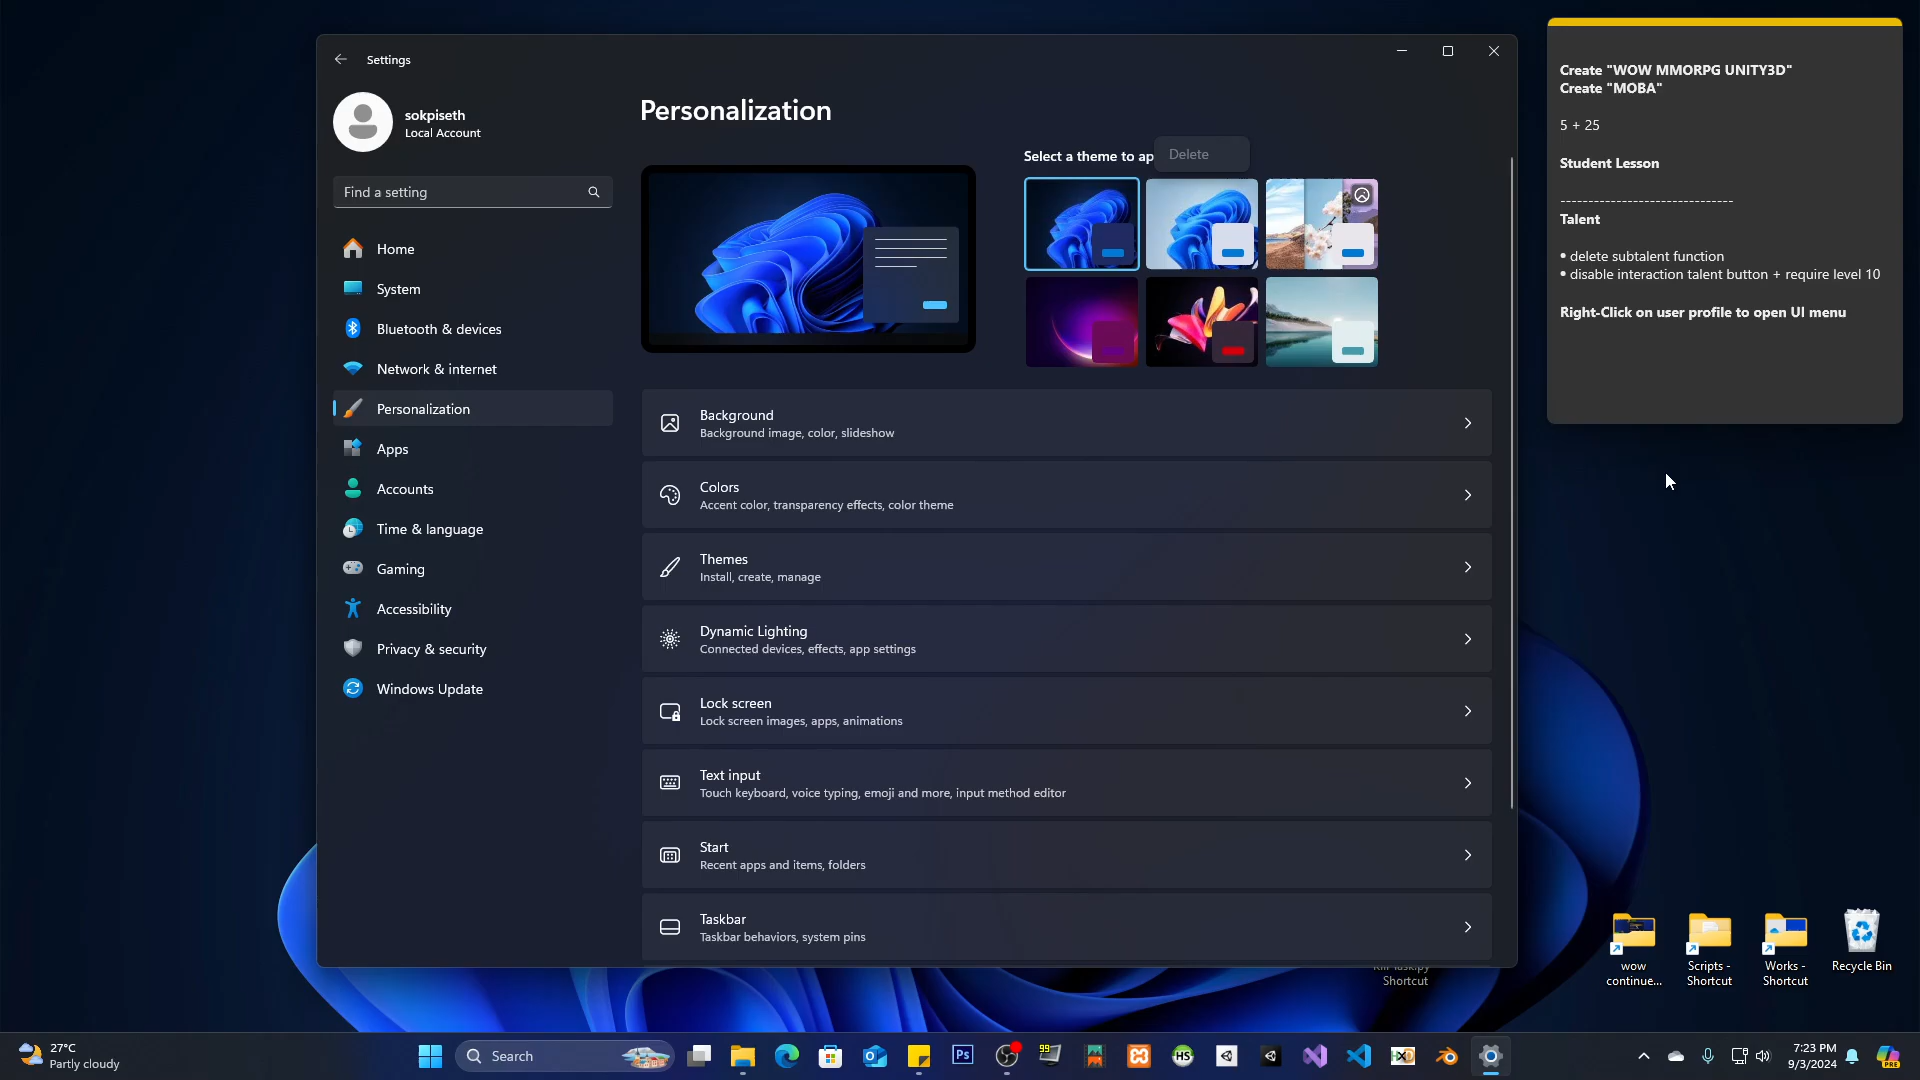 Settings
sokpiseth
Local Account
Find a setting
Home
System
Bluetooth & devices
Network & internet
Personalization
Apps
Accounts
Time & language
Gaming
Accessibility
Privacy & security
Windows Update
Personalization
Select a theme to ap
Delete
Background
Background image, color, slideshow
Colors
Accent color, transparency effects, color theme
Themes
Install, create, manage
Dynamic Lighting
Connected devices, effects, app settings
Lock screen
Lock screen images, apps, animations
Text input
Touch keyboard, voice typing, emoji and more, input method editor
Start
Recent apps and items, folders
Taskbar
Taskbar behaviors, system pins
Create "WOW MMORPG UNITY3D"
Create "MOBA"
5 + 25
Student Lesson
-------------------------------
Talent
• delete subtalent function
• disable interaction talent button + require level 10
Right-Click on user profile to open UI menu
Shortcut
wow
continue...
Scripts -
Shortcut
Works -
Shortcut
Recycle Bin
27°C
Partly cloudy
Search
Ps
99
HS
HXD
7:23 PM
9/3/2024
PRE